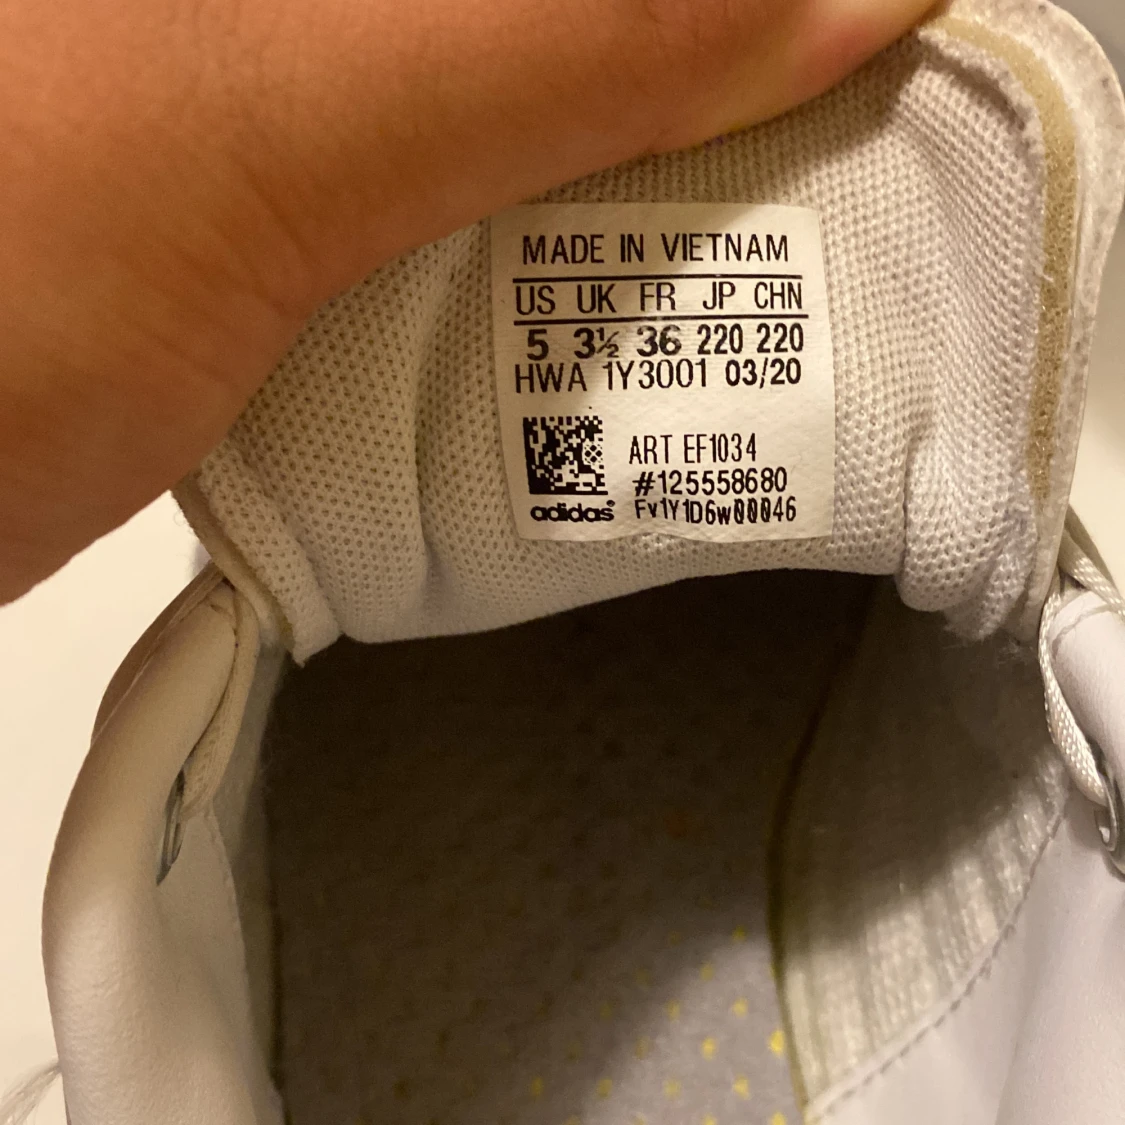 MADE IN VIETNAM
US UK FR JP CHN
5 3½ 36 220 220
HWA 1Y3001 03/20
ART EF1034
#125558680
adidas Fv1Y1D6w00046